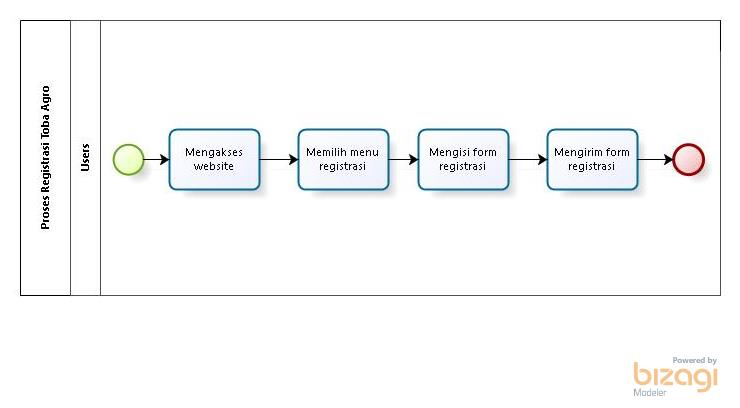 Proses Registrasi Toba Agro
Users
Mengakses
website
Memilih menu
registrasi
Mengisi form
registrasi
Mengirim form
registrasi
Powered by
bizagi
Modeler